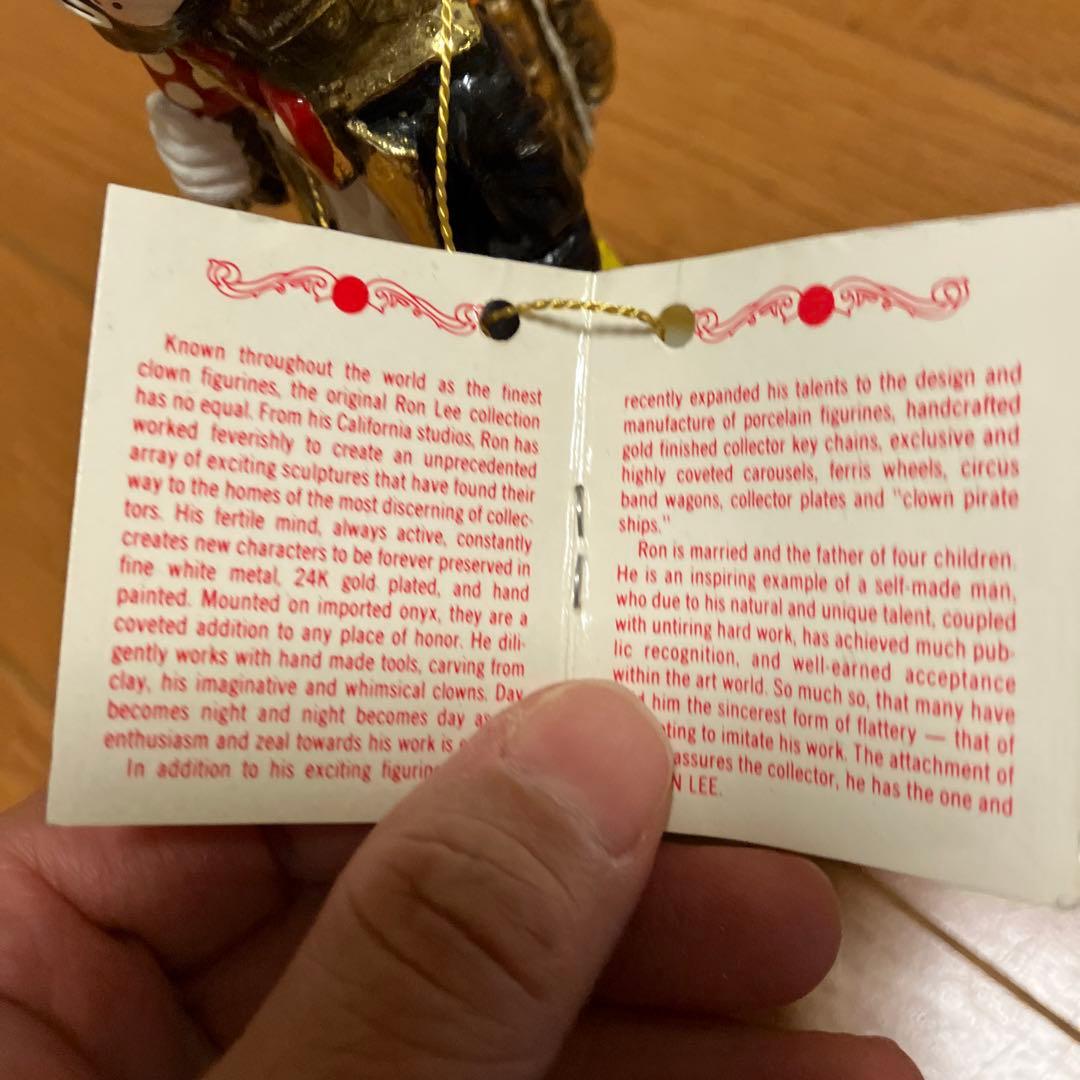 Known throughout the world as the finest
clown figurines, the original Ron Lee collection
has no equal. From his California studios, Ron has
worked feverishly to create an unprecedented
array of exciting sculptures that have found their
way to the homes of the most discerning of collec-
tors. His fertile mind, always active, constantly
creates new characters to be forever preserved in
fine white metal, 24K gold plated, and hand
painted. Mounted on imported onyx, they are a
coveted addition to any place of honor. He dili-
gently works with hand made tools, carving from
clay, his imaginative and whimsical clowns. Day
becomes night and night becomes day as
enthusiasm and zeal towards his work is
In addition to his exciting
recently expanded his talents to the design and
manufacture of porcelain figurines, handcrafted
gold finished collector key chains, exclusive and
highly coveted carousels, ferris wheels, circus
band wagons, collector plates and "clown pirate
ships."
Ron is married and the father of four children.
He is an inspiring example of a self-made man,
who due to his natural and unique talent, coupled
with untiring hard work, has achieved much pub-
lic recognition, and well-earned acceptance
within the art world. So much so, that many have
him the sincerest form of flattery — that of
to imitate his work. The attachment of
assures the collector, he has the one and
LEE.